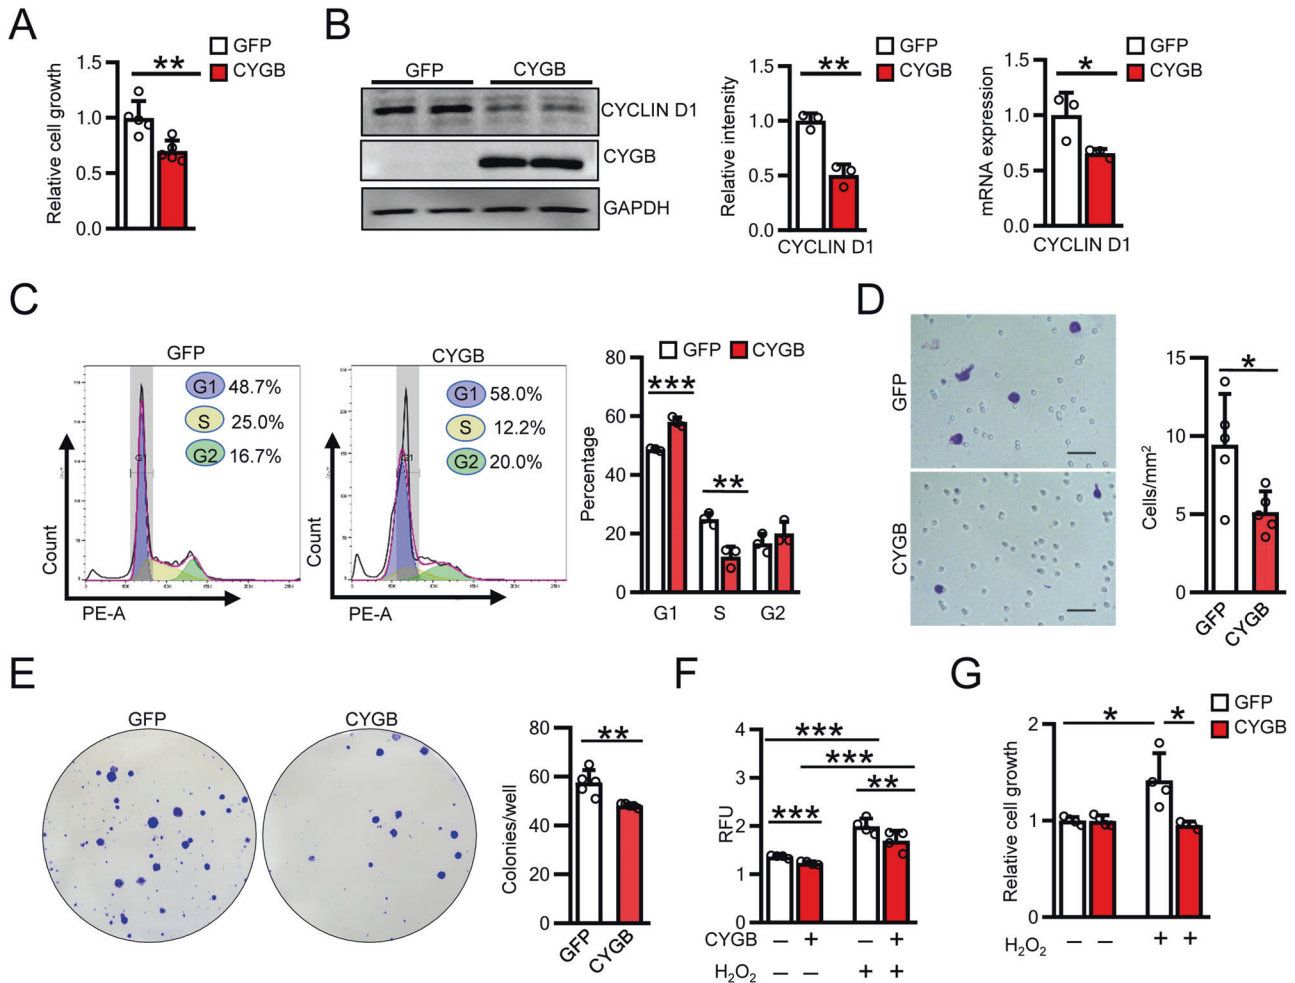 A
GFP
CYGB
Relative cell growth
1.5
1.0
0.5
0.0
**
B
GFP CYGB
CYCLIN D1
CYGB
GAPDH
Relative intensity
1.5
1.0
0.5
0.0
**
CYCLIN D1
GFP
CYGB
mRNA expression
1.5
1.0
0.5
0.0
*
CYCLIN D1
C
GFP
G1 48.7%
S 25.0%
G2 16.7%
G1
Count
PE-A
CYGB
G1 58.0%
S 12.2%
G2 20.0%
G1
Count
PE-A
GFP CYGB
Percentage
80
60
40
20
0
***
**
G1 S G2
D
GFP
CYGB
Cells/mm²
15
10
5
0
*
GFP CYGB
E
GFP CYGB
Colonies/well
80
60
40
20
0
**
GFP CYGB
F
RFU
4
3
2
1
0
***
***
**
***
CYGB − + − +
H₂O₂ − − + +
G
GFP
CYGB
Relative cell growth
2
1
0
* *
H₂O₂ − − + +